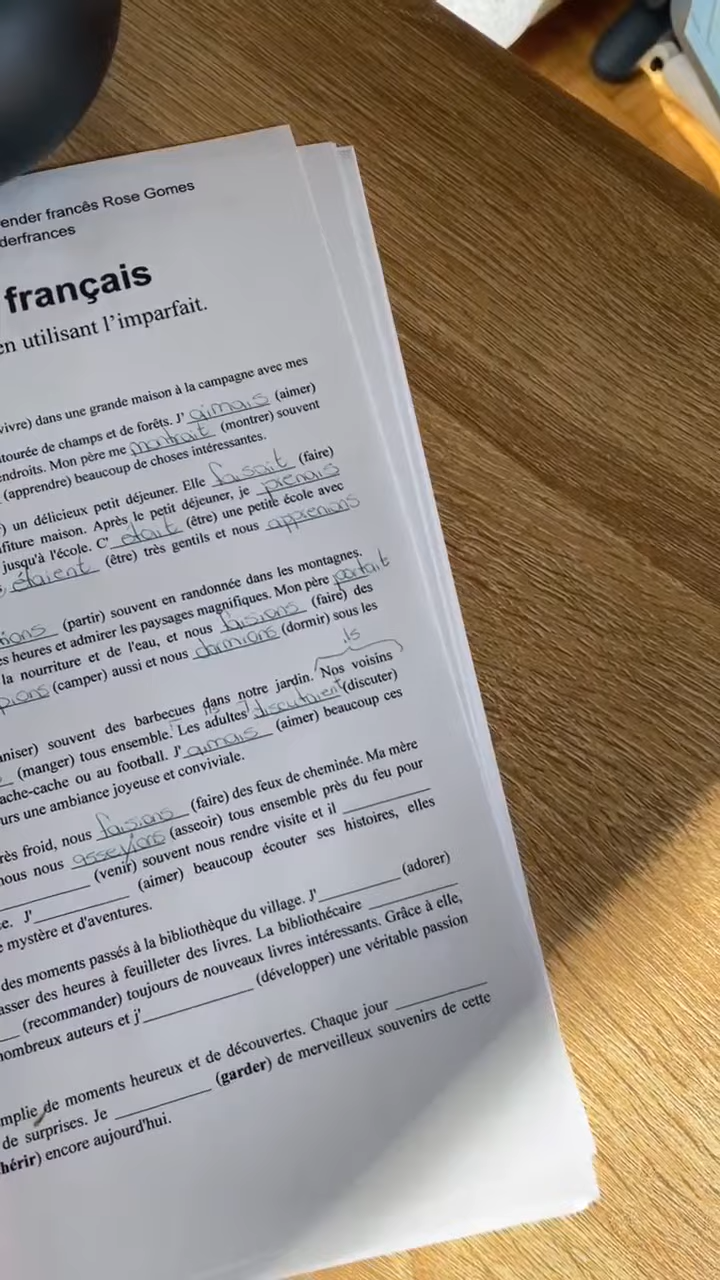 ender francês Rose Gomes
derfrances
français
en utilisant l'imparfait.
vivre) dans une grande maison à la campagne avec mes
tourée de champs et de forêts. J' aimais (aimer)
endroits. Mon père me montrait (montrer) souvent
(apprendre) beaucoup de choses intéressantes.
) un délicieux petit déjeuner. Elle faisait (faire)
fiture maison. Après le petit déjeuner, je prenais
jusqu'à l'école. C' était (être) une petite école avec
étaient (être) très gentils et nous apprenions
ions (partir) souvent en randonnée dans les montagnes.
es heures et admirer les paysages magnifiques. Mon père portait
la nourriture et de l'eau, et nous faisions (faire) des
pions (camper) aussi et nous dormions (dormir) sous les
ils
aniser) souvent des barbecues dans notre jardin. Nos voisins
(manger) tous ensemble. Les adultes discutaient (discuter)
ache-cache ou au football. J' aimais (aimer) beaucoup ces
urs une ambiance joyeuse et conviviale.
rès froid, nous faisions (faire) des feux de cheminée. Ma mère
nous nous asseyions (asseoir) tous ensemble près du feu pour
(venir) souvent nous rendre visite et il
e. J' (aimer) beaucoup écouter ses histoires, elles
mystère et d'aventures.
des moments passés à la bibliothèque du village. J' (adorer)
asser des heures à feuilleter des livres. La bibliothécaire
(recommander) toujours de nouveaux livres intéressants. Grâce à elle,
nombreux auteurs et j' (développer) une véritable passion
mplie de moments heureux et de découvertes. Chaque jour
de surprises. Je (garder) de merveilleux souvenirs de cette
hérir) encore aujourd'hui.